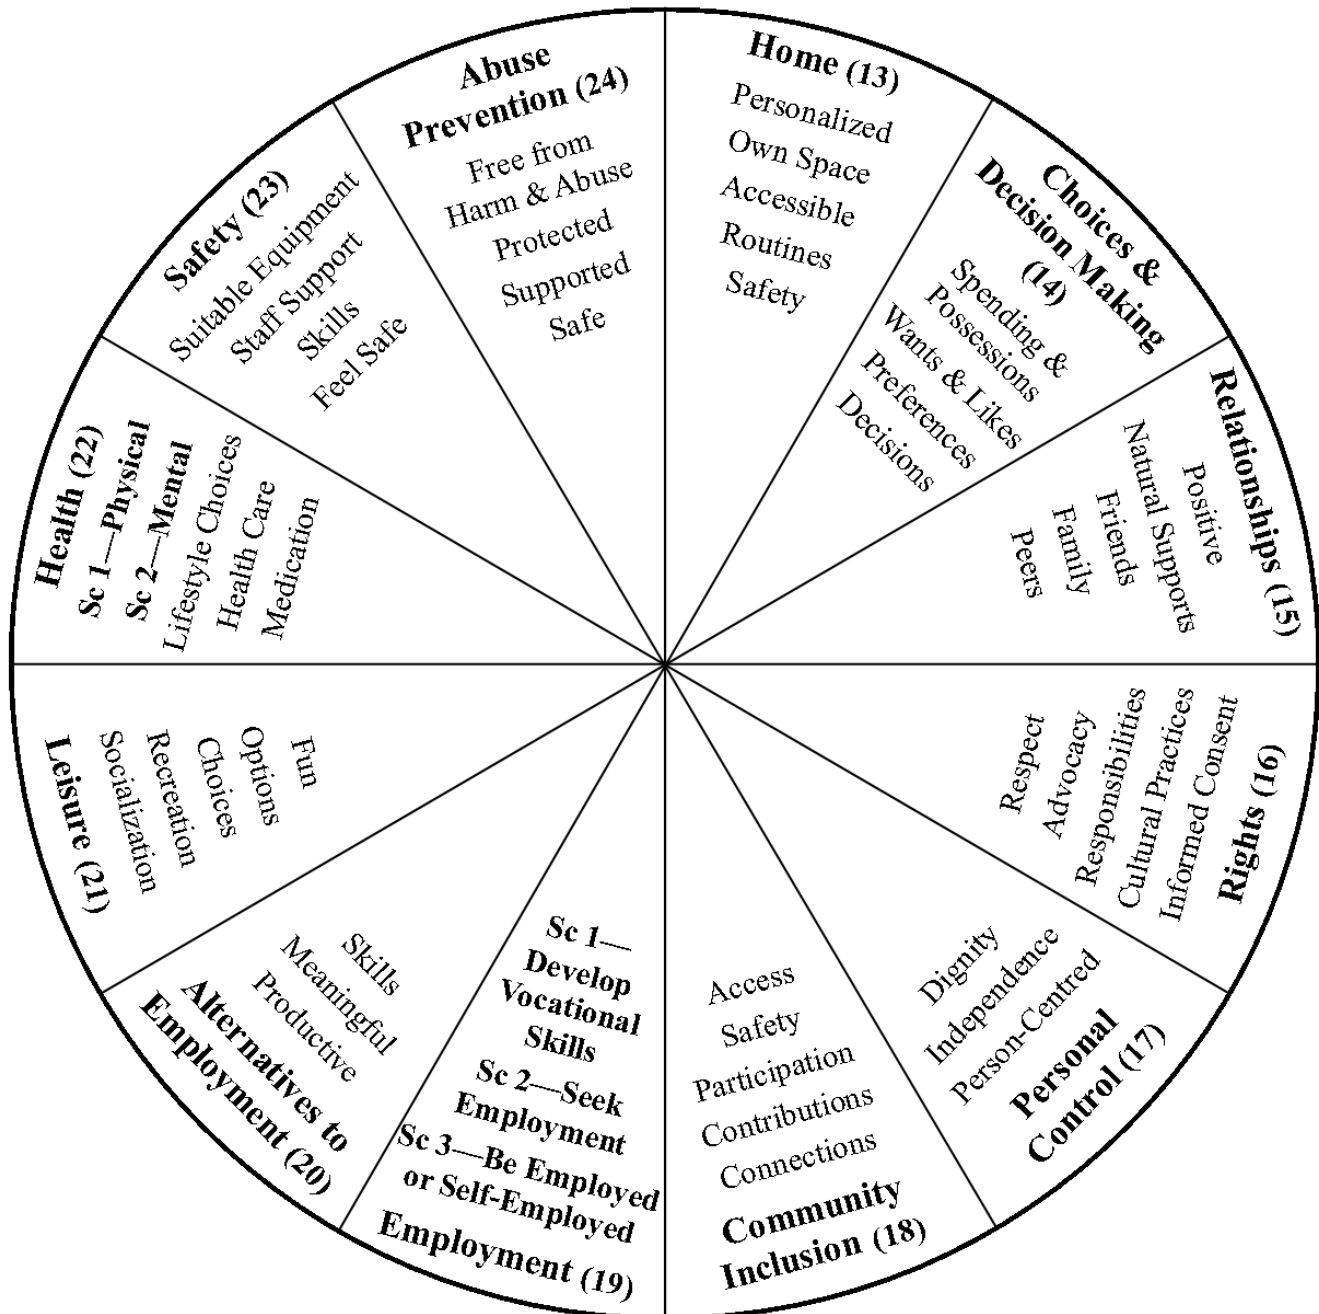 Home (13)
Personalized
Own Space
Accessible
Routines
Safety
Choices &
Decision Making
(14)
Spending &
Possessions
Wants & Likes
Preferences
Decisions
Relationships (15)
Positive
Natural Supports
Friends
Family
Peers
Respect
Advocacy
Responsibilities
Cultural Practices
Informed Consent
Rights (16)
Dignity
Independence
Person-Centred
Personal
Control (17)
Access
Safety
Participation
Contributions
Connections
Community
Inclusion (18)
Sc 1—
Develop
Vocational
Skills
Sc 2—Seek
Employment
Sc 3—Be Employed
or Self-Employed
Employment (19)
Skills
Meaningful
Productive
Alternatives to
Employment (20)
Fun
Options
Choices
Recreation
Socialization
Leisure (21)
Health (22)
Sc 1—Physical
Sc 2—Mental
Lifestyle Choices
Health Care
Medication
Safety (23)
Suitable Equipment
Staff Support
Skills
Feel Safe
Abuse
Prevention (24)
Free from
Harm & Abuse
Protected
Supported
Safe